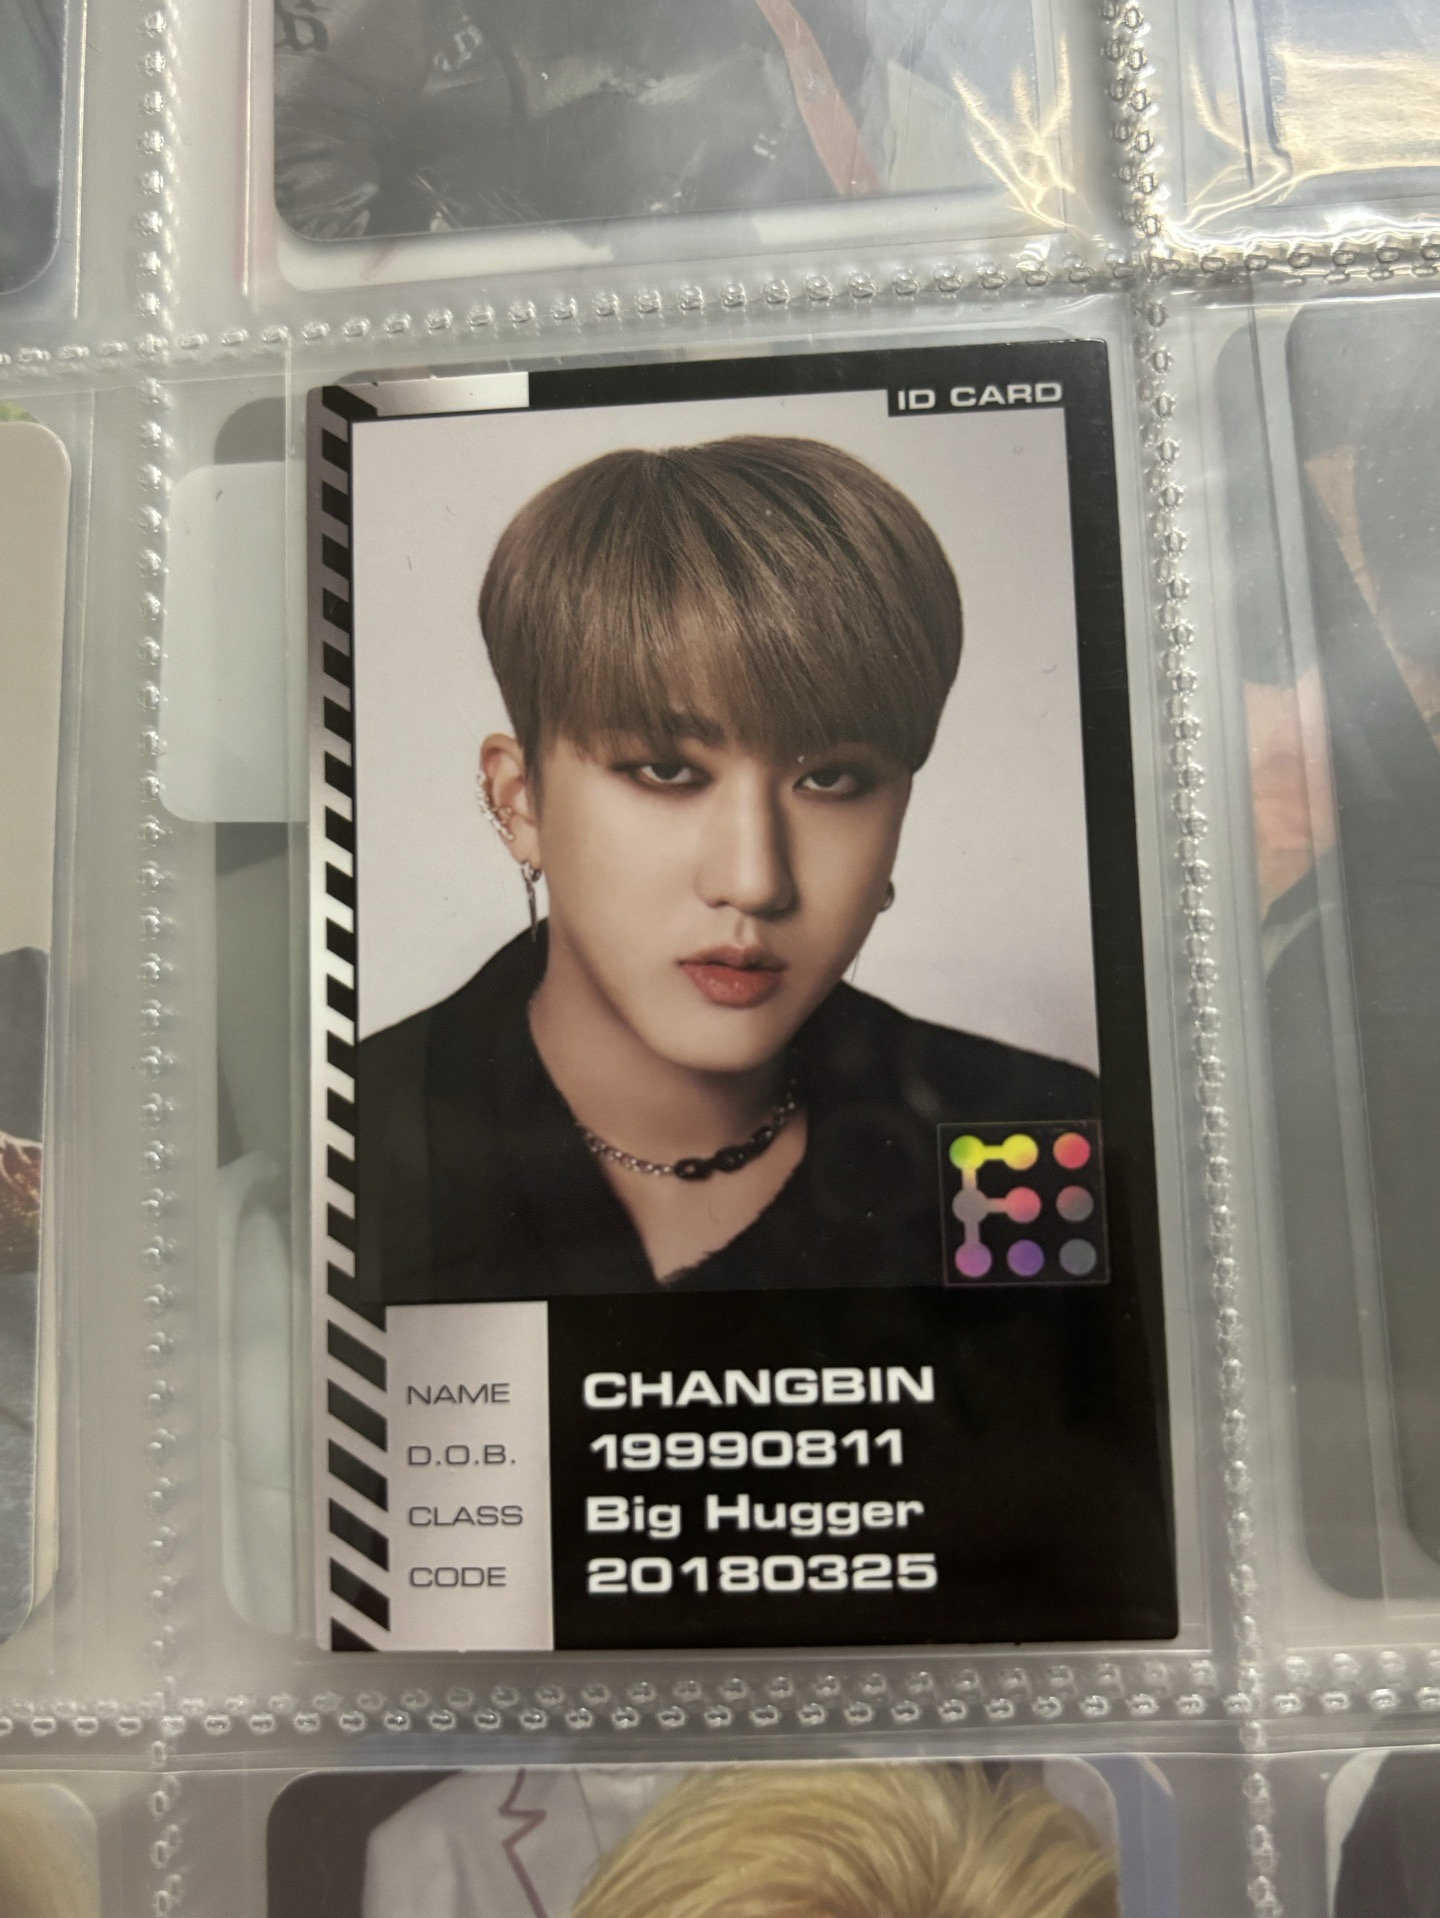 ID CARD
NAME CHANGBIN
D.O.B. 19990811
CLASS Big Hugger
CODE 20180325